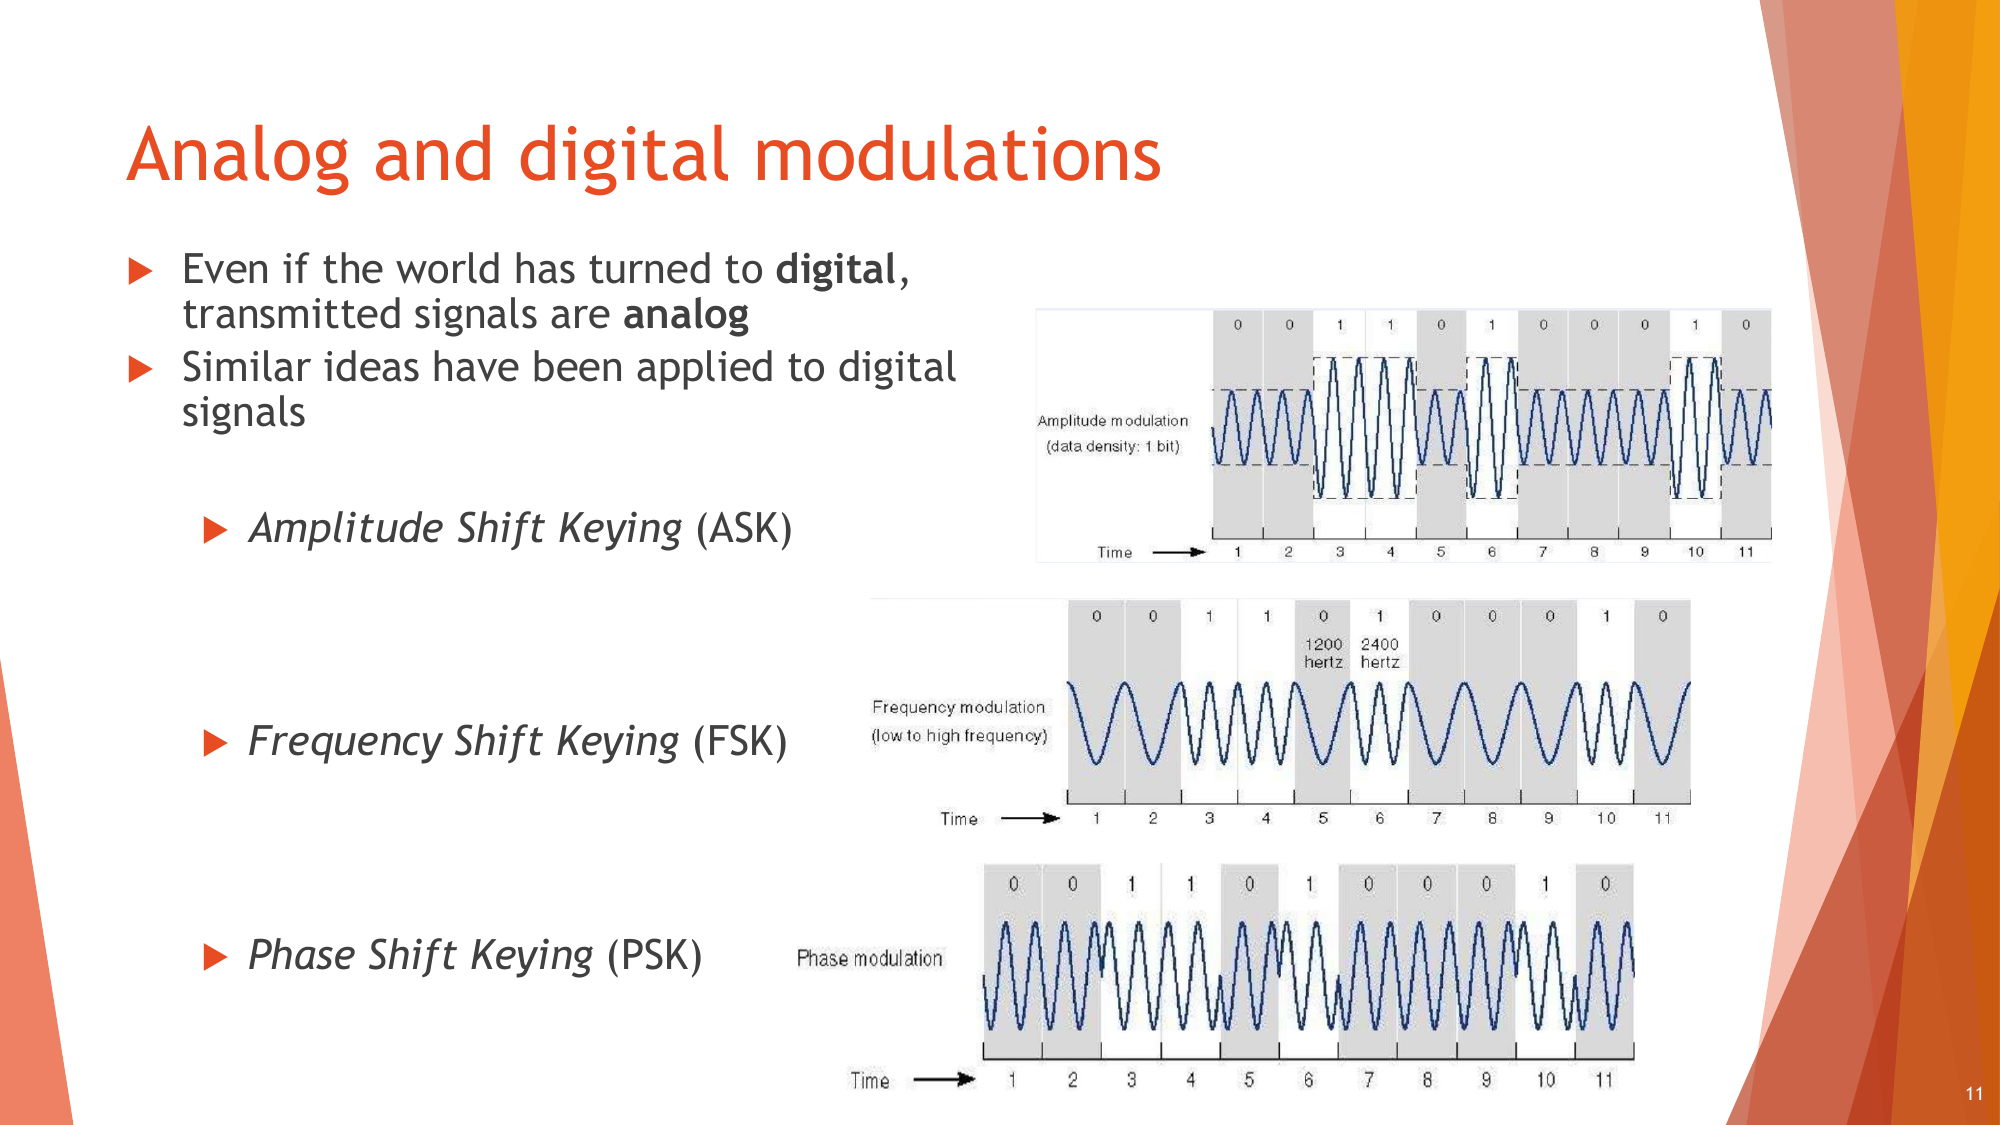 Analog and digital modulations
Even if the world has turned to digital,
transmitted signals are analog
Similar ideas have been applied to digital
signals
Amplitude Shift Keying (ASK)
0 0 1 1 0 1 0 0 0 1 0
Amplitude modulation
(data density: 1 bit)
Time
1 2 3 4 5 6 7 8 9 10 11
Frequency Shift Keying (FSK)
0 0 1 1 0 1 0 0 0 1 0
1200 2400
hertz hertz
Frequency modulation
(low to high frequency)
Time
1 2 3 4 5 6 7 8 9 10 11
Phase Shift Keying (PSK)
0 0 1 1 0 1 0 0 0 1 0
Phase modulation
Time
1 2 3 4 5 6 7 8 9 10 11
11